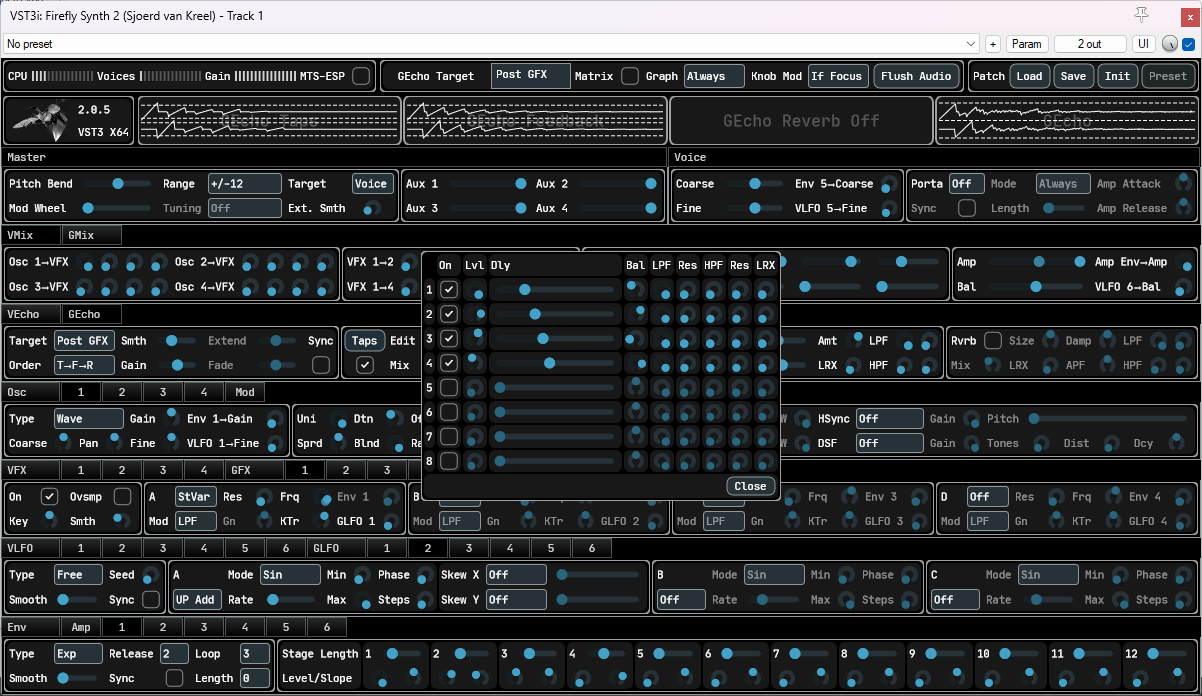 VST3i: Firefly Synth 2 (Sjoerd van Kreel) - Track 1
No preset + Param 2 out UI
CPU Voices Gain MTS-ESP GEcho Target Post GFX Matrix Graph Always Knob Mod If Focus Flush Audio Patch Load Save Init Preset
2.0.5
VST3 X64
GEcho Taps GEcho Feedback GEcho Reverb Off GEcho
Master Voice
Pitch Bend Range +/-12 Target Voice Aux 1 Aux 2 Coarse Env 5→Coarse Porta Off Mode Always Amp Attack
Mod Wheel Tuning Off Ext. Smth Aux 3 Aux 4 Fine VLFO 5→Fine Sync Length Amp Release
VMix GMix
Osc 1→VFX Osc 2→VFX VFX 1→2 Amp Amp Env→Amp
Osc 3→VFX Osc 4→VFX VFX 1→4 Bal VLFO 6→Bal
VEcho GEcho
Target Post GFX Smth Extend Sync Taps Edit Amt LPF Rvrb Size Damp LPF
Order T→F→R Gain Fade Mix LRX HPF Mix LRX APF HPF
On Lvl Dly Bal LPF Res HPF Res LRX
1
2
3
4
5
6
7
8
Close
Osc 1 2 3 4 Mod
Type Wave Gain Env 1→Gain Uni Dtn HSync Off Gain Pitch
Coarse Pan Fine VLFO 1→Fine Sprd Blnd DSF Off Gain Tones Dist Dcy
VFX 1 2 3 4 GFX 1 2 3
On Ovsmp A StVar Res Frq Env 1 B Frq Env 3 D Off Res Frq Env 4
Key Smth Mod LPF Gn KTr GLFO 1 Mod LPF Gn KTr GLFO 2 Mod LPF Gn KTr GLFO 3 Mod LPF Gn KTr GLFO 4
VLFO 1 2 3 4 5 6 GLFO 1 2 3 4 5 6
Type Free Seed A Mode Sin Min Phase Skew X Off B Mode Sin Min Phase C Mode Sin Min Phase
Smooth Sync UP Add Rate Max Steps Skew Y Off Off Rate Max Steps Off Rate Max Steps
Env Amp 1 2 3 4 5 6
Type Exp Release 2 Loop 3 Stage Length 1 2 3 4 5 6 7 8 9 10 11 12
Smooth Sync Length 0 Level/Slope